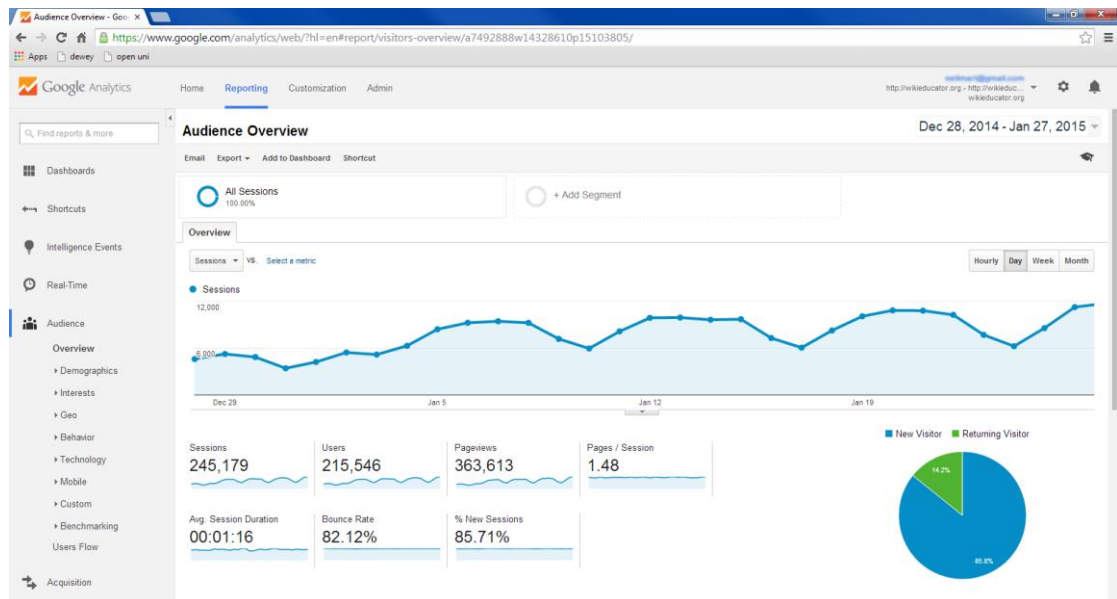 Audience Overview - Goo
https://www.google.com/analytics/web/?hl=en#report/visitors-overview/a7492888w14328610p15103805/
Apps dewey open uni
Google Analytics
Home Reporting Customization Admin
http://wikieducator.org - http://wikieduc...
wikieducator.org
Find reports & more
Audience Overview
Dec 28, 2014 - Jan 27, 2015
Email Export Add to Dashboard Shortcut
Dashboards
Shortcuts
Intelligence Events
Real-Time
Audience
Overview
Demographics
Interests
Geo
Behavior
Technology
Mobile
Custom
Benchmarking
Users Flow
Acquisition
All Sessions
100.00%
+ Add Segment
Overview
Sessions VS. Select a metric
Hourly Day Week Month
Sessions
12,000
6,000
Dec 29 Jan 5 Jan 12 Jan 19
Sessions
245,179
Users
215,546
Pageviews
363,613
Pages / Session
1.48
Avg. Session Duration
00:01:16
Bounce Rate
82.12%
% New Sessions
85.71%
New Visitor Returning Visitor
14.2%
85.8%